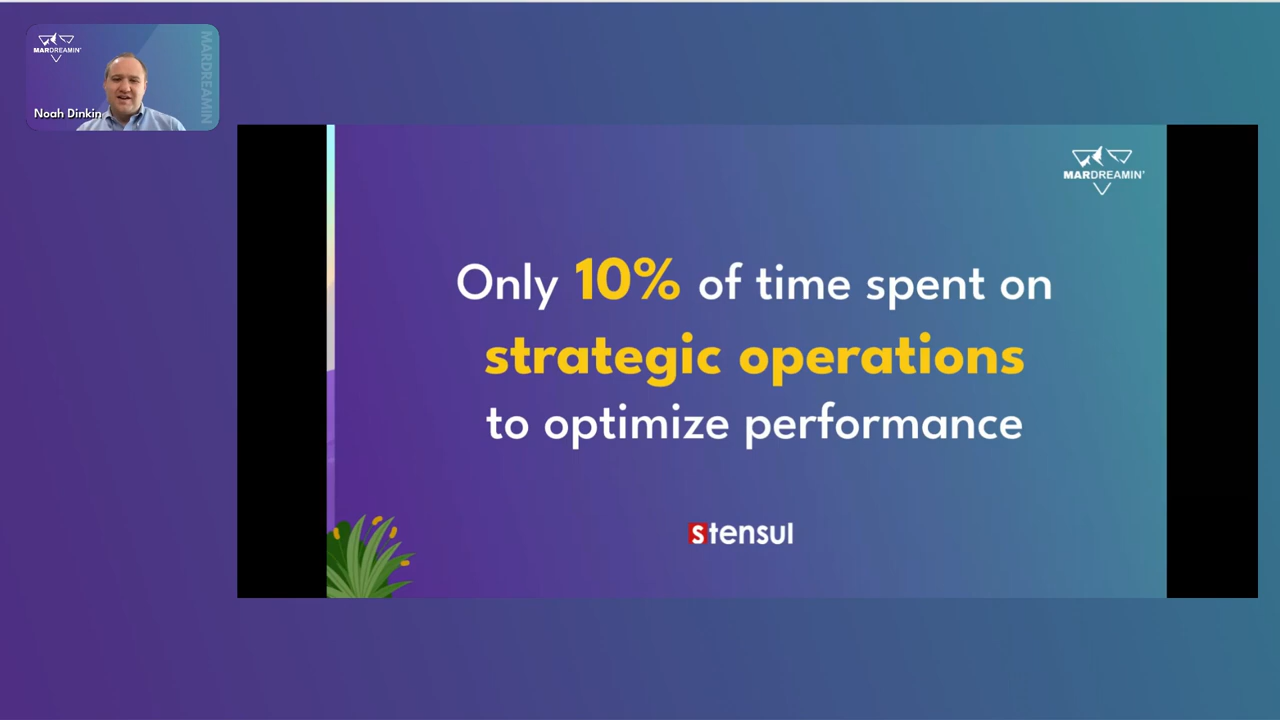 MARDREAMIN'
MARDREAMIN
Noah Dinkin
MARDREAMIN'
Only 10% of time spent on
strategic operations
to optimize performance
stensul